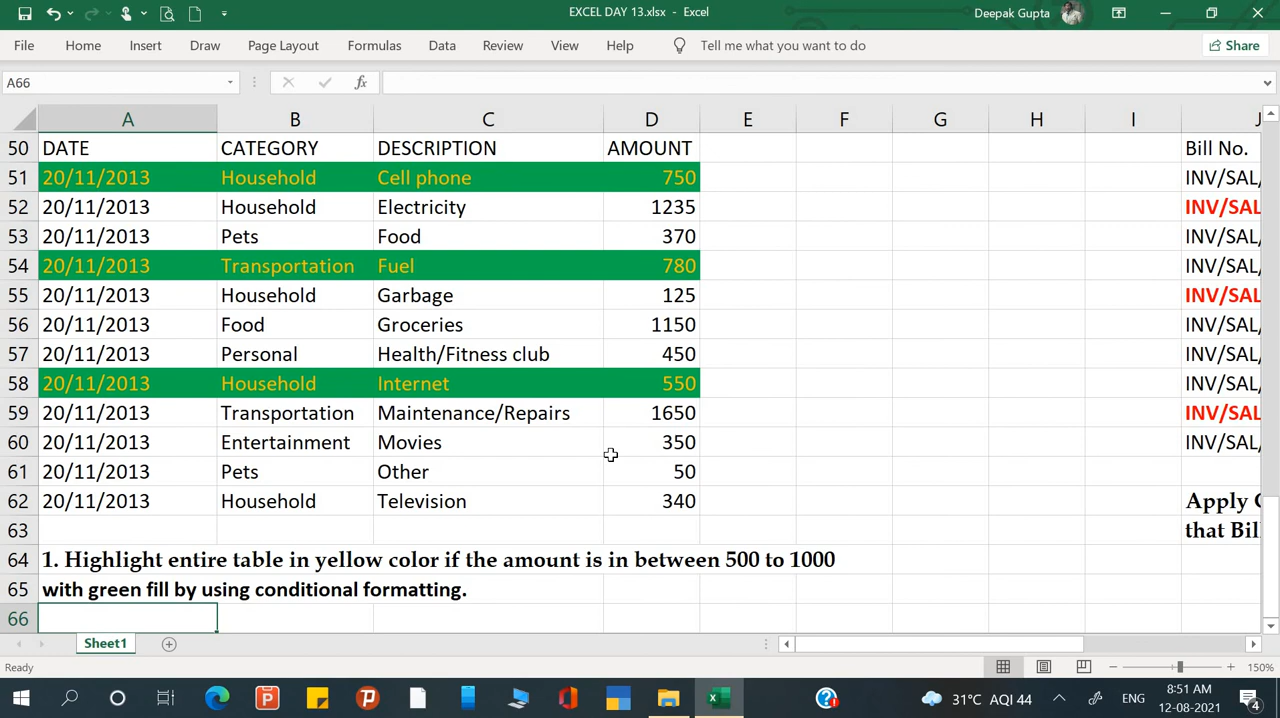 EXCEL DAY 13.xlsx - Excel
Deepak Gupta
File Home Insert Draw Page Layout Formulas Data Review View Help Tell me what you want to do Share
A66 fx
A B C D E F G H I J
50 DATE CATEGORY DESCRIPTION AMOUNT Bill No.
51 20/11/2013 Household Cell phone 750 INV/SAL/
52 20/11/2013 Household Electricity 1235 INV/SAL
53 20/11/2013 Pets Food 370 INV/SAL/
54 20/11/2013 Transportation Fuel 780 INV/SAL/
55 20/11/2013 Household Garbage 125 INV/SAL
56 20/11/2013 Food Groceries 1150 INV/SAL/
57 20/11/2013 Personal Health/Fitness club 450 INV/SAL/
58 20/11/2013 Household Internet 550 INV/SAL/
59 20/11/2013 Transportation Maintenance/Repairs 1650 INV/SAL
60 20/11/2013 Entertainment Movies 350 INV/SAL/
61 20/11/2013 Pets Other 50
62 20/11/2013 Household Television 340 Apply
63 that Bil
64 1. Highlight entire table in yellow color if the amount is in between 500 to 1000
65 with green fill by using conditional formatting.
66
Sheet1
Ready 150%
31°C AQI 44 ENG 8:51 AM
12-08-2021 4